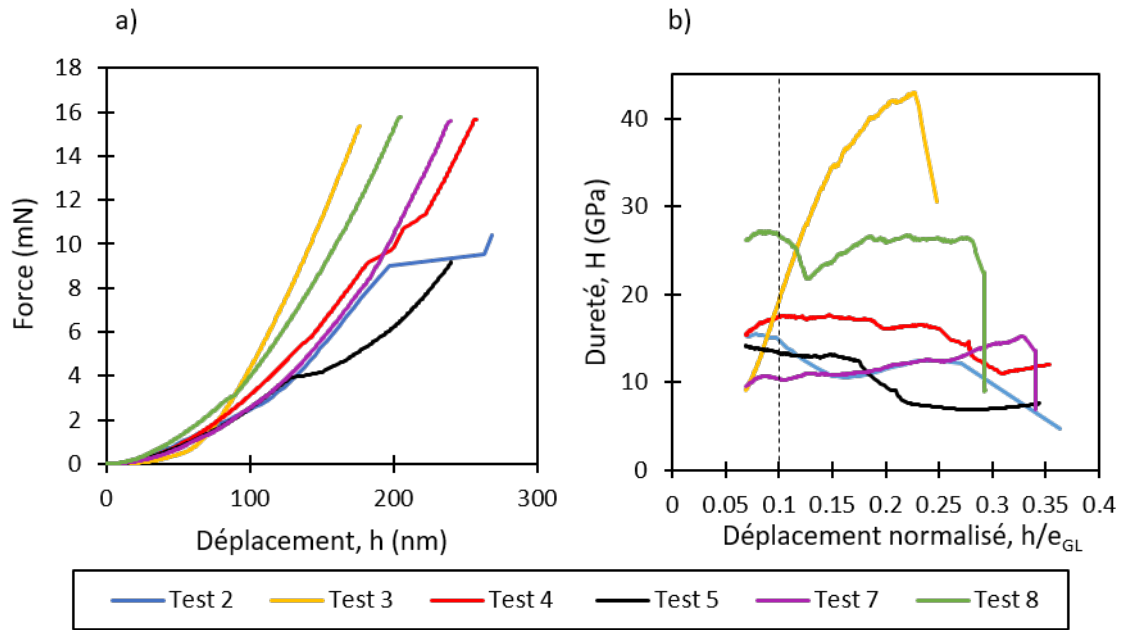 a)
18
16
14
12
10
8
6
4
2
0
Force (mN)
0 100 200 300
Déplacement, h (nm)
b)
40
30
20
10
0
Dureté, H (GPa)
0 0.05 0.1 0.15 0.2 0.25 0.3 0.35 0.4
Déplacement normalisé, h/eGL
Test 2 Test 3 Test 4 Test 5 Test 7 Test 8